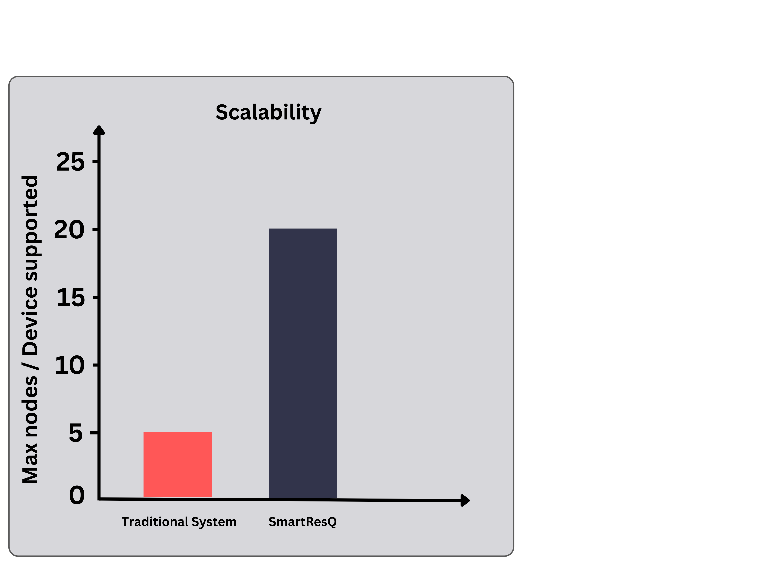 Scalability
Max nodes / Device supported
25
20
15
10
5
0
Traditional System
SmartResQ